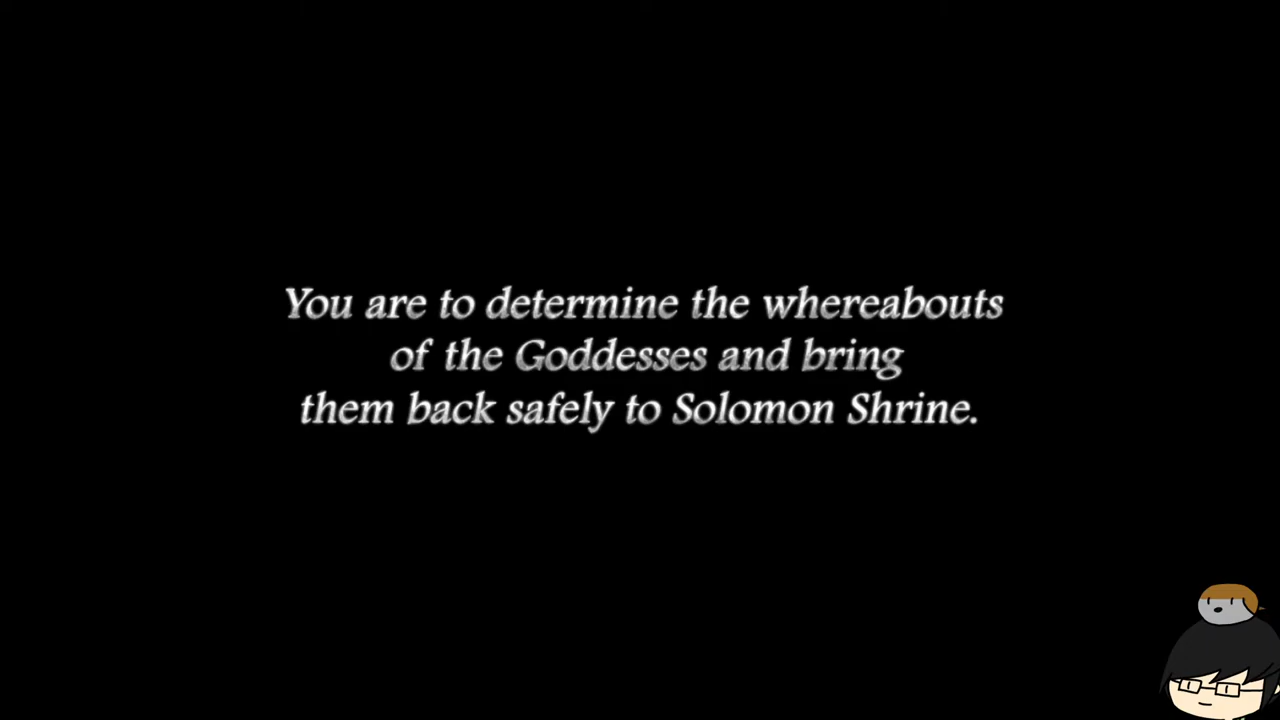 You are to determine the whereabouts
of the Goddesses and bring
them back safely to Solomon Shrine.